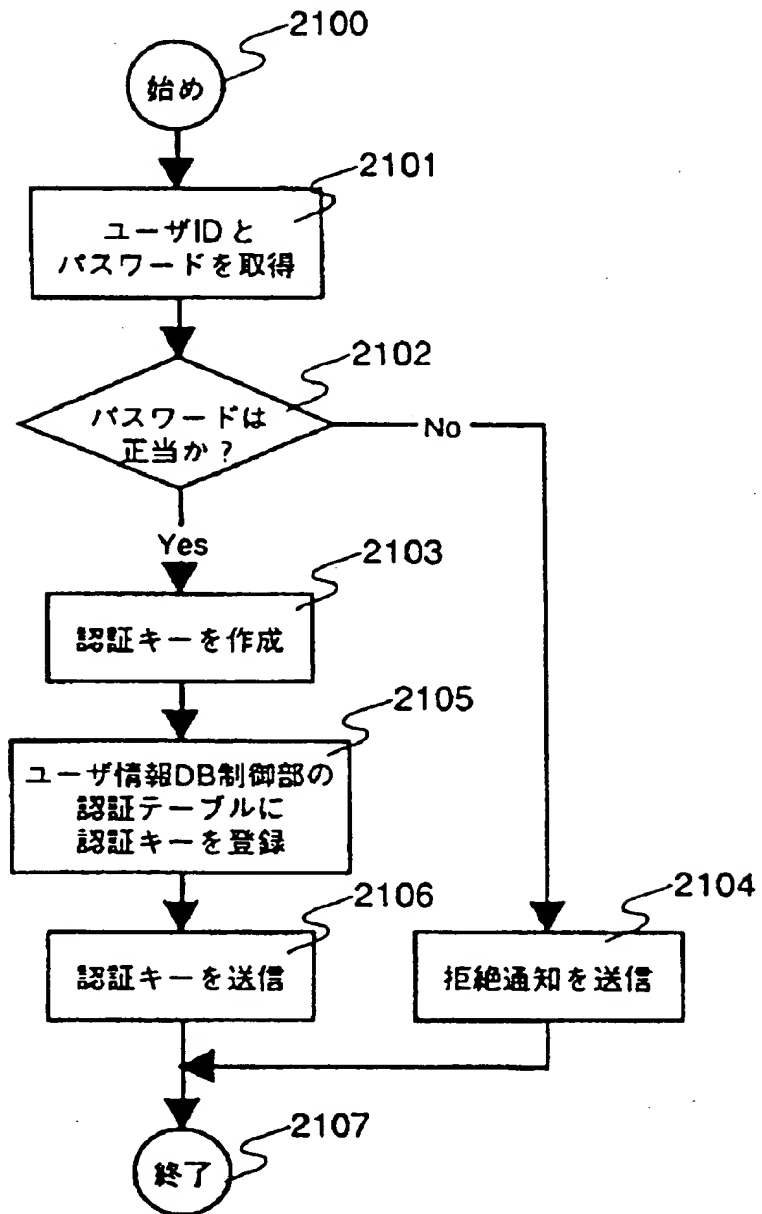 2100
始め
2101
ユーザIDと
パスワードを取得
2102
パスワードは
正当か?
No
Yes
2103
認証キーを作成
2105
ユーザ情報DB制御部の
認証テーブルに
認証キーを登録
2106
認証キーを送信
2104
拒絶通知を送信
2107
終了